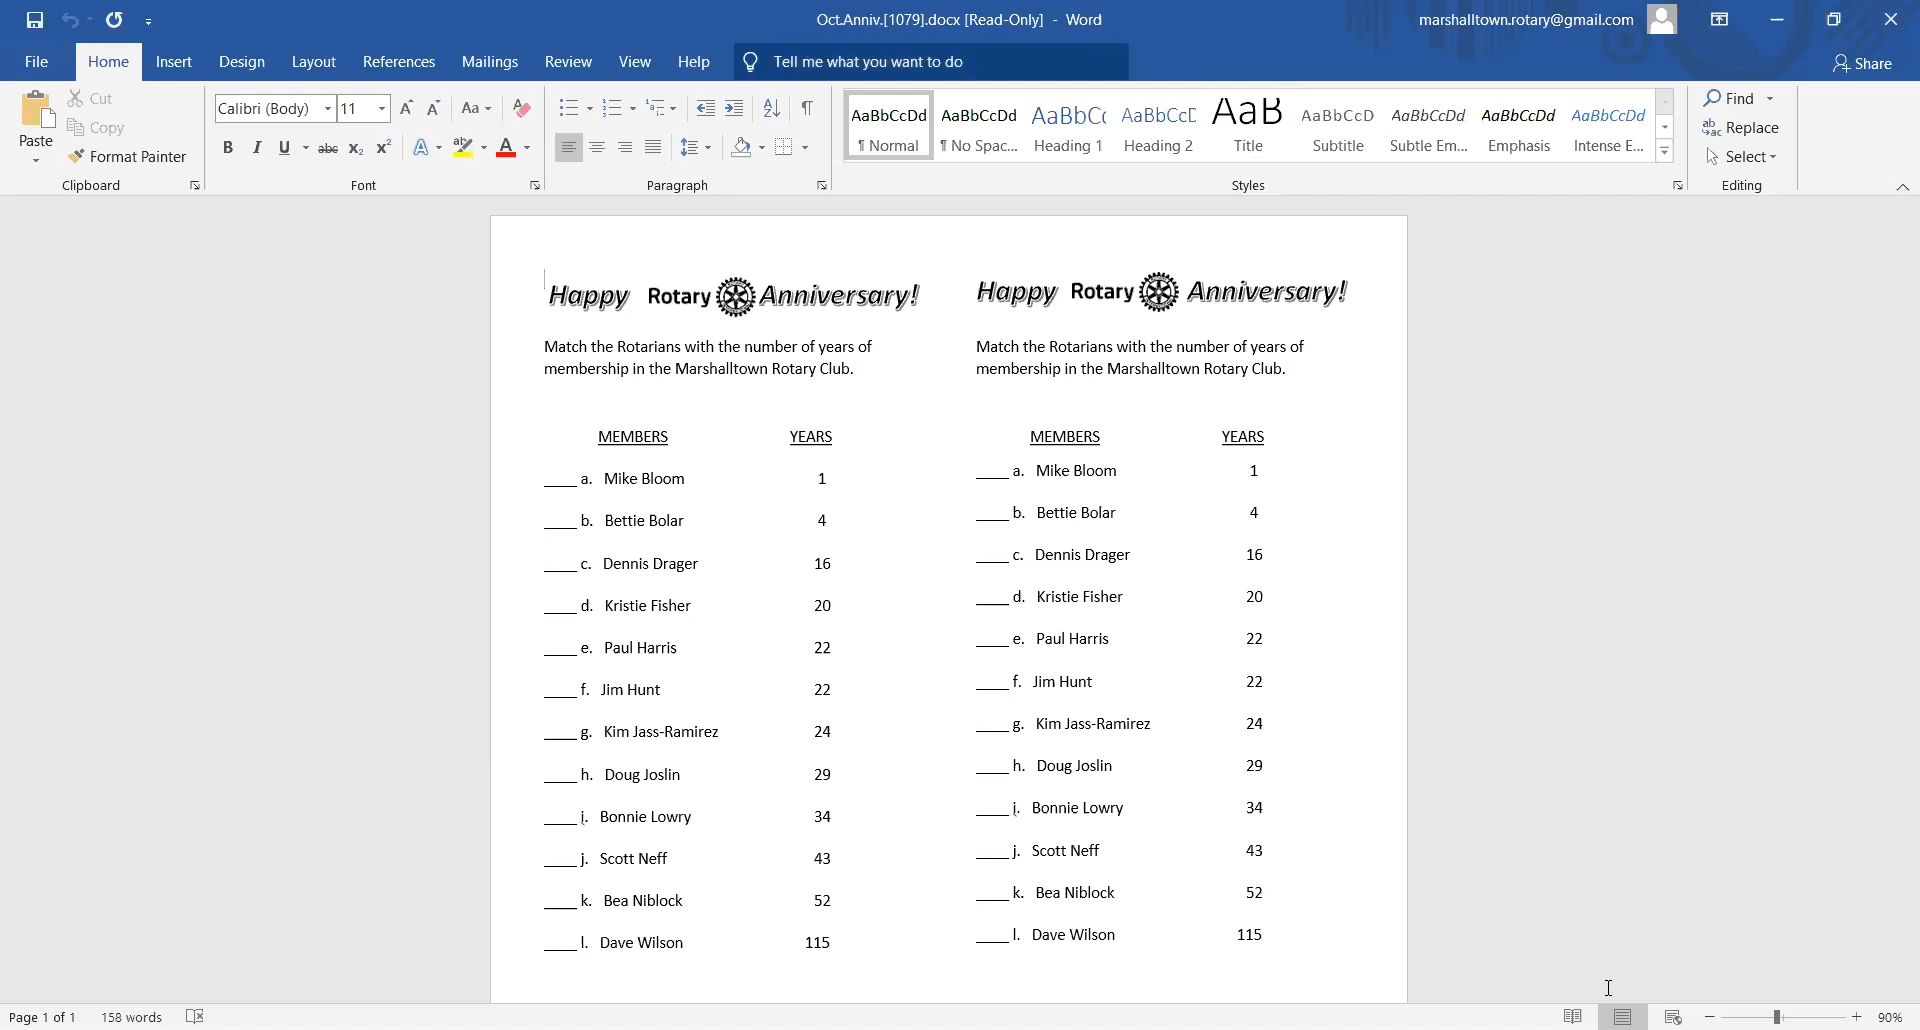 Oct.Anniv.[1079].docx [Read-Only] - Word
marshalltown.rotary@gmail.com
File Home Insert Design Layout References Mailings Review View Help Tell me what you want to do
Share
Paste
Cut
Copy
Format Painter
Clipboard
Calibri (Body) 11
Font
Paragraph
AaBbCcDd AaBbCcDd AaBbCc AaBbCcD AaB AaBbCcD AaBbCcDd AaBbCcDd AaBbCcDd
¶ Normal ¶ No Spac... Heading 1 Heading 2 Title Subtitle Subtle Em... Emphasis Intense E...
Styles
Find
Replace
Select
Editing
Happy Rotary Anniversary!
Match the Rotarians with the number of years of
membership in the Marshalltown Rotary Club.
MEMBERS YEARS
____ a. Mike Bloom 1
____ b. Bettie Bolar 4
____ c. Dennis Drager 16
____ d. Kristie Fisher 20
____ e. Paul Harris 22
____ f. Jim Hunt 22
____ g. Kim Jass-Ramirez 24
____ h. Doug Joslin 29
____ i. Bonnie Lowry 34
____ j. Scott Neff 43
____ k. Bea Niblock 52
____ l. Dave Wilson 115
Happy Rotary Anniversary!
Match the Rotarians with the number of years of
membership in the Marshalltown Rotary Club.
MEMBERS YEARS
____ a. Mike Bloom 1
____ b. Bettie Bolar 4
____ c. Dennis Drager 16
____ d. Kristie Fisher 20
____ e. Paul Harris 22
____ f. Jim Hunt 22
____ g. Kim Jass-Ramirez 24
____ h. Doug Joslin 29
____ i. Bonnie Lowry 34
____ j. Scott Neff 43
____ k. Bea Niblock 52
____ l. Dave Wilson 115
Page 1 of 1 158 words
90%